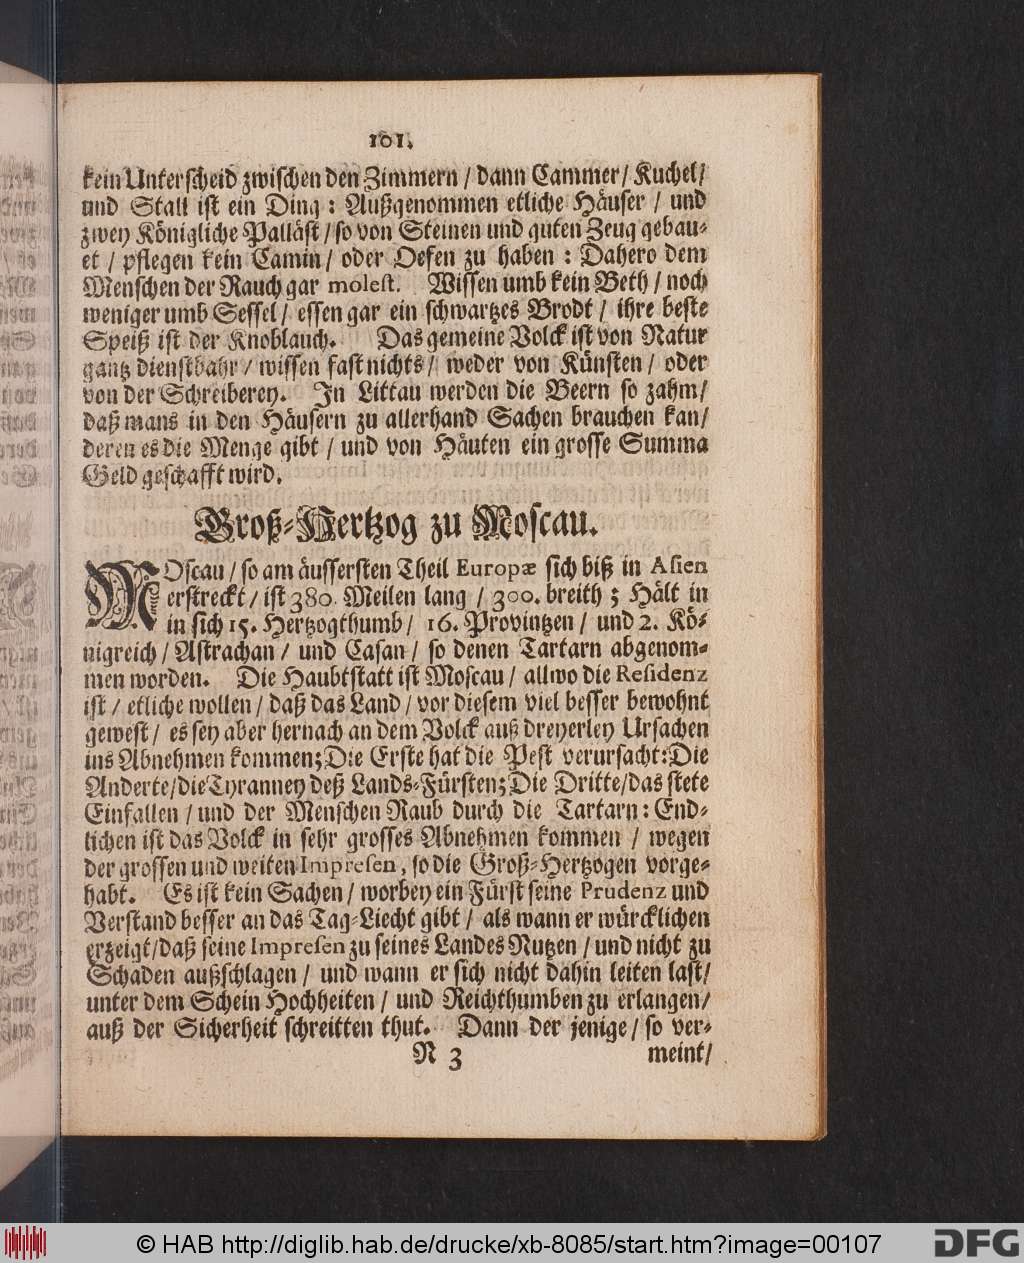 101.
kein Unterscheid zwischen den Zimmern / dann Cammer / Kuchel /
und Stall ist ein Ding : Außgenommen etliche Häuser / und
zwey Königliche Palläst / so von Steinen und guten Zeug gebau-
et / pflegen kein Camin / oder Oefen zu haben : Dahero dem
Menschen der Rauch gar molest. Wissen umb kein Beth / noch
weniger umb Sessel / essen gar ein schwartzes Brodt / ihre beste
Speiß ist der Knoblauch. Das gemeine Volck ist von Natur
gantz dienstbahr / wissen fast nichts / weder von Künsten / oder
von der Schreiberey. In Littau werden die Beern so zahm /
daß mans in den Häusern zu allerhand Sachen brauchen kan /
deren es die Menge gibt / und von Häuten ein grosse Summa
Geld geschafft wird.
Groß-Hertzog zu Moscau.
MOscau / so am äussersten Theil Europæ sich biß in Asien
erstreckt / ist 380. Meilen lang / 300. breith ; Hält in
in sich 15. Hertzogthumb / 16. Provintzen / und 2. Kö-
nigreich / Astrachan / und Casan / so denen Tartarn abgenom-
men worden. Die Haubtstatt ist Moscau / allwo die Residenz
ist / etliche wollen / daß das Land / vor diesem viel besser bewohnt
gewest / es sey aber hernach an dem Volck auß dreyerley Ursachen
ins Abnehmen kommen ; Die Erste hat die Pest verursacht : Die
Anderte / die Tyranney deß Lands-Fürsten ; Die Dritte / das stete
Einfallen / und der Menschen Raub durch die Tartarn : End-
lichen ist das Volck in sehr grosses Abnehmen kommen / wegen
der grossen und weiten Impresen, so die Groß-Hertzogen vorge-
habt. Es ist kein Sachen / worbey ein Fürst seine Prudenz und
Verstand besser an das Tag-Liecht gibt / als wann er würcklichen
erzeigt / daß seine Impresen zu seines Landes Nutzen / und nicht zu
Schaden außschlagen / und wann er sich nicht dahin leiten last /
unter dem Schein Hochheiten / und Reichthumben zu erlangen /
auß der Sicherheit schreitten thut. Dann der jenige / so ver-
N 3 meint /
© HAB http://diglib.hab.de/drucke/xb-8085/start.htm?image=00107
DFG